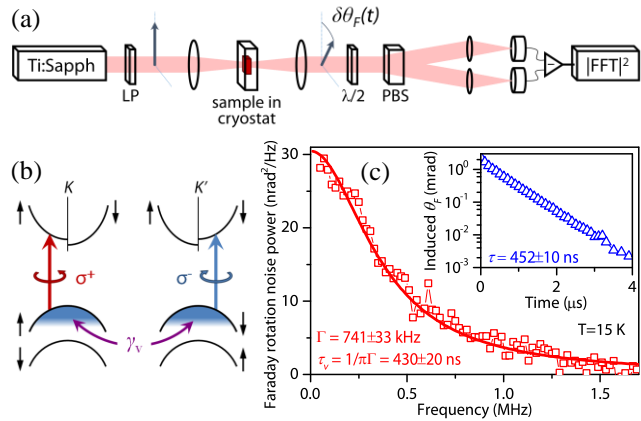 (a)
δθF(t)
Ti:Sapph
LP
sample in
cryostat
λ/2
PBS
−
|FFT|²
(b)
K
K'
σ⁺
σ⁻
γv
(c)
Faraday rotation noise power (nrad²/Hz)
30
20
10
0
0.0
0.5
1.0
1.5
Frequency (MHz)
Γ = 741±33 kHz
τv = 1/πΓ = 430±20 ns
T=15 K
Induced θF (mrad)
10⁰
10⁻¹
10⁻²
10⁻³
τ = 452±10 ns
0
2
4
Time (μs)